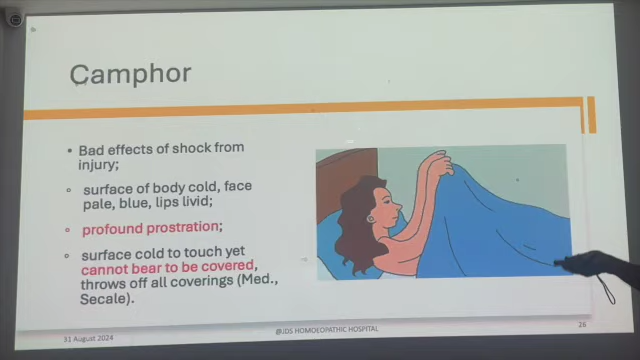 Camphor
• Bad effects of shock from
injury;
surface of body cold, face
pale, blue, lips livid;
profound prostration;
surface cold to touch yet
cannot bear to be covered,
throws off all coverings (Med.,
Secale).
31 August 2024
@JDS HOMOEOPATHIC HOSPITAL
26